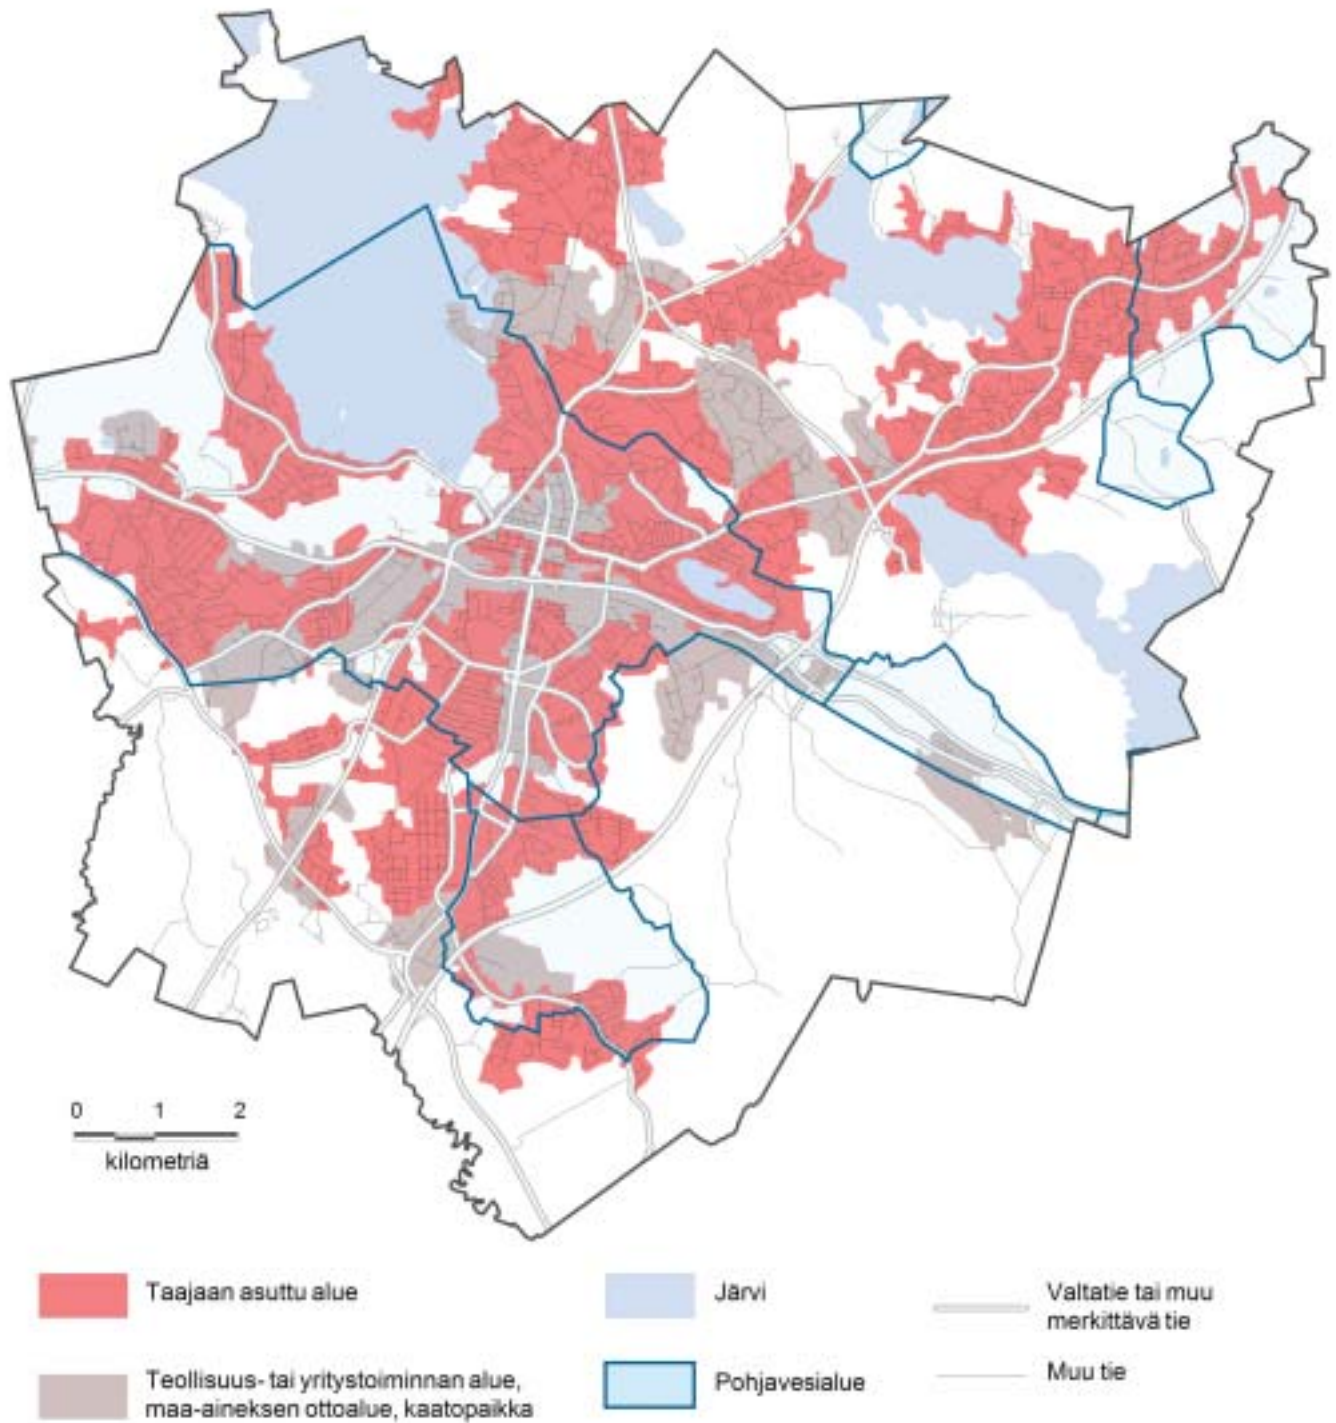 0 1 2
kilometriä
Taajaan asuttu alue
Teollisuus- tai yritystoiminnan alue,
maa-aineksen ottoalue, kaatopaikka
Järvi
Pohjavesialue
Valtatie tai muu
merkittävä tie
Muu tie